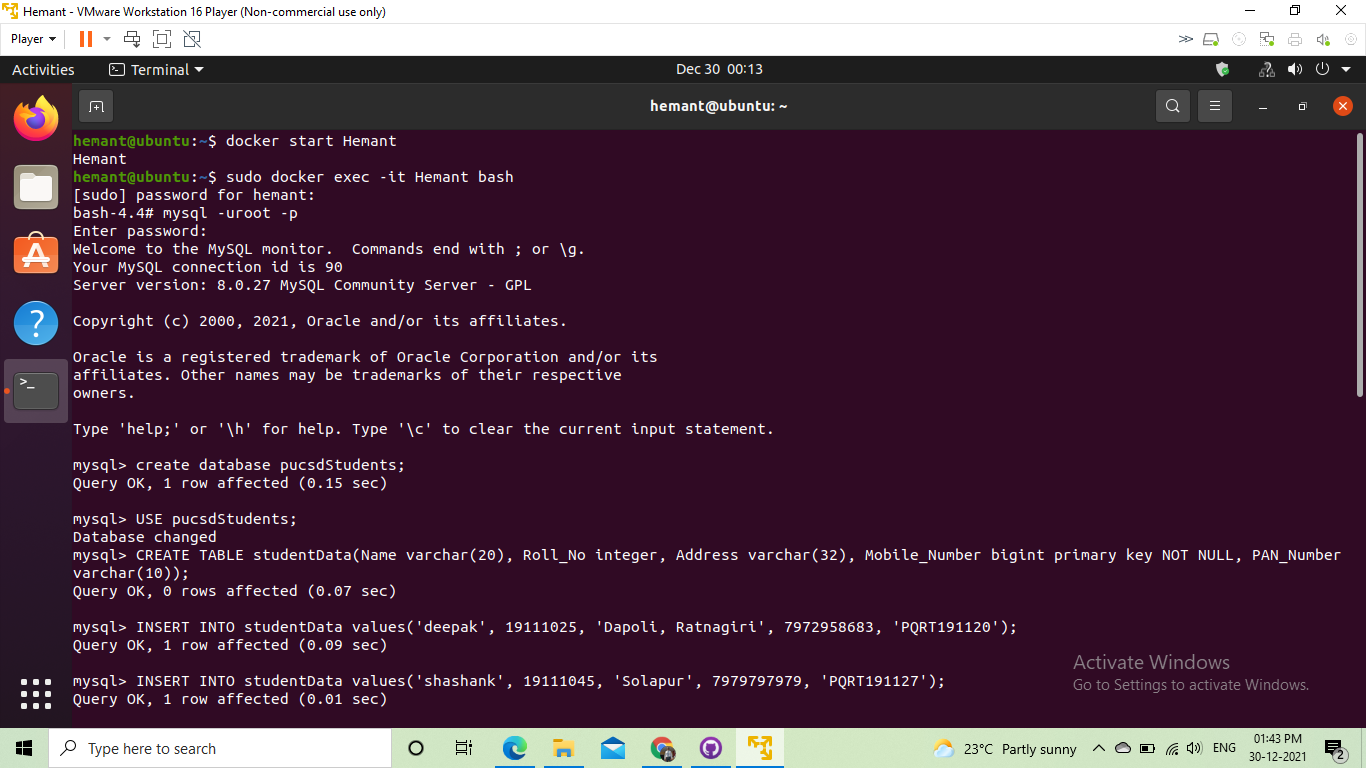 Hemant - VMware Workstation 16 Player (Non-commercial use only)
Player
Activities
Terminal
Dec 30 00:13
hemant@ubuntu: ~
hemant@ubuntu:~$ docker start Hemant
Hemant
hemant@ubuntu:~$ sudo docker exec -it Hemant bash
[sudo] password for hemant:
bash-4.4# mysql -uroot -p
Enter password:
Welcome to the MySQL monitor.  Commands end with ; or \g.
Your MySQL connection id is 90
Server version: 8.0.27 MySQL Community Server - GPL
Copyright (c) 2000, 2021, Oracle and/or its affiliates.
Oracle is a registered trademark of Oracle Corporation and/or its
affiliates. Other names may be trademarks of their respective
owners.
Type 'help;' or '\h' for help. Type '\c' to clear the current input statement.
mysql> create database pucsdStudents;
Query OK, 1 row affected (0.15 sec)
mysql> USE pucsdStudents;
Database changed
mysql> CREATE TABLE studentData(Name varchar(20), Roll_No integer, Address varchar(32), Mobile_Number bigint primary key NOT NULL, PAN_Number
varchar(10));
Query OK, 0 rows affected (0.07 sec)
mysql> INSERT INTO studentData values('deepak', 19111025, 'Dapoli, Ratnagiri', 7972958683, 'PQRT191120');
Query OK, 1 row affected (0.09 sec)
mysql> INSERT INTO studentData values('shashank', 19111045, 'Solapur', 7979797979, 'PQRT191127');
Query OK, 1 row affected (0.01 sec)
Activate Windows
Go to Settings to activate Windows.
Type here to search
23°C Partly sunny
ENG
01:43 PM
30-12-2021
2